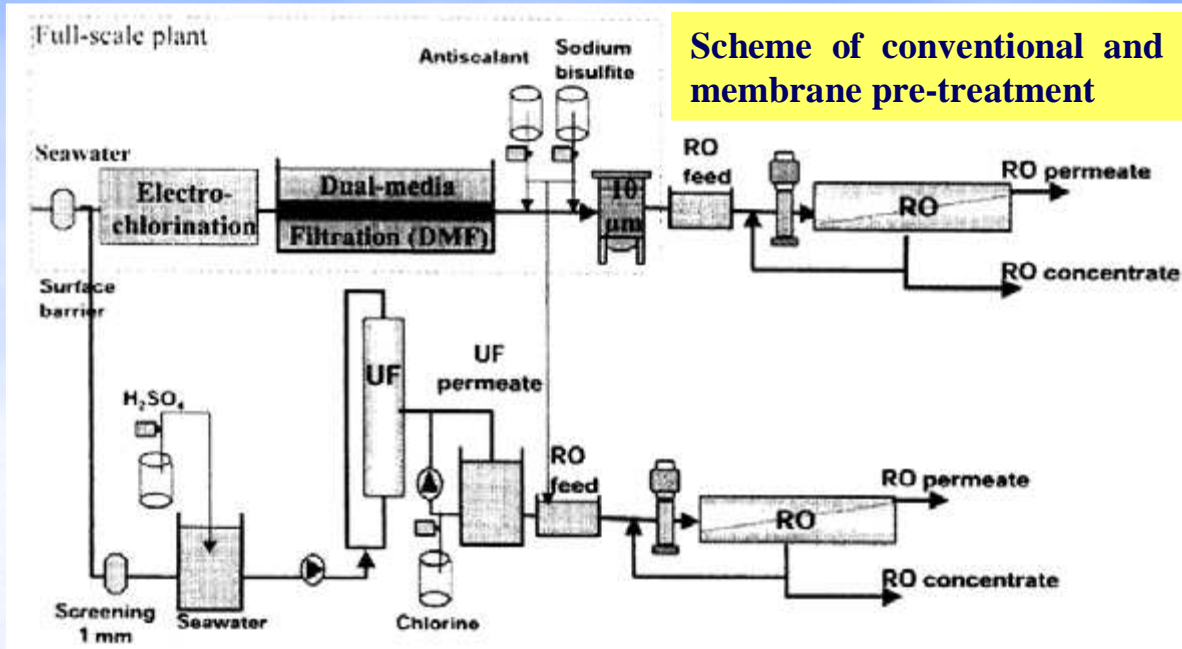 Full-scale plant
Scheme of conventional and
membrane pre-treatment
Antiscalant
Sodium
bisulfite
Seawater
Electro-
chlorination
Dual-media
Filtration (DMF)
10
µm
RO
feed
RO
RO permeate
RO concentrate
Surface
barrier
H₂SO₄
UF
UF
permeate
RO
feed
RO
RO permeate
RO concentrate
Screening
1 mm
Seawater
Chlorine